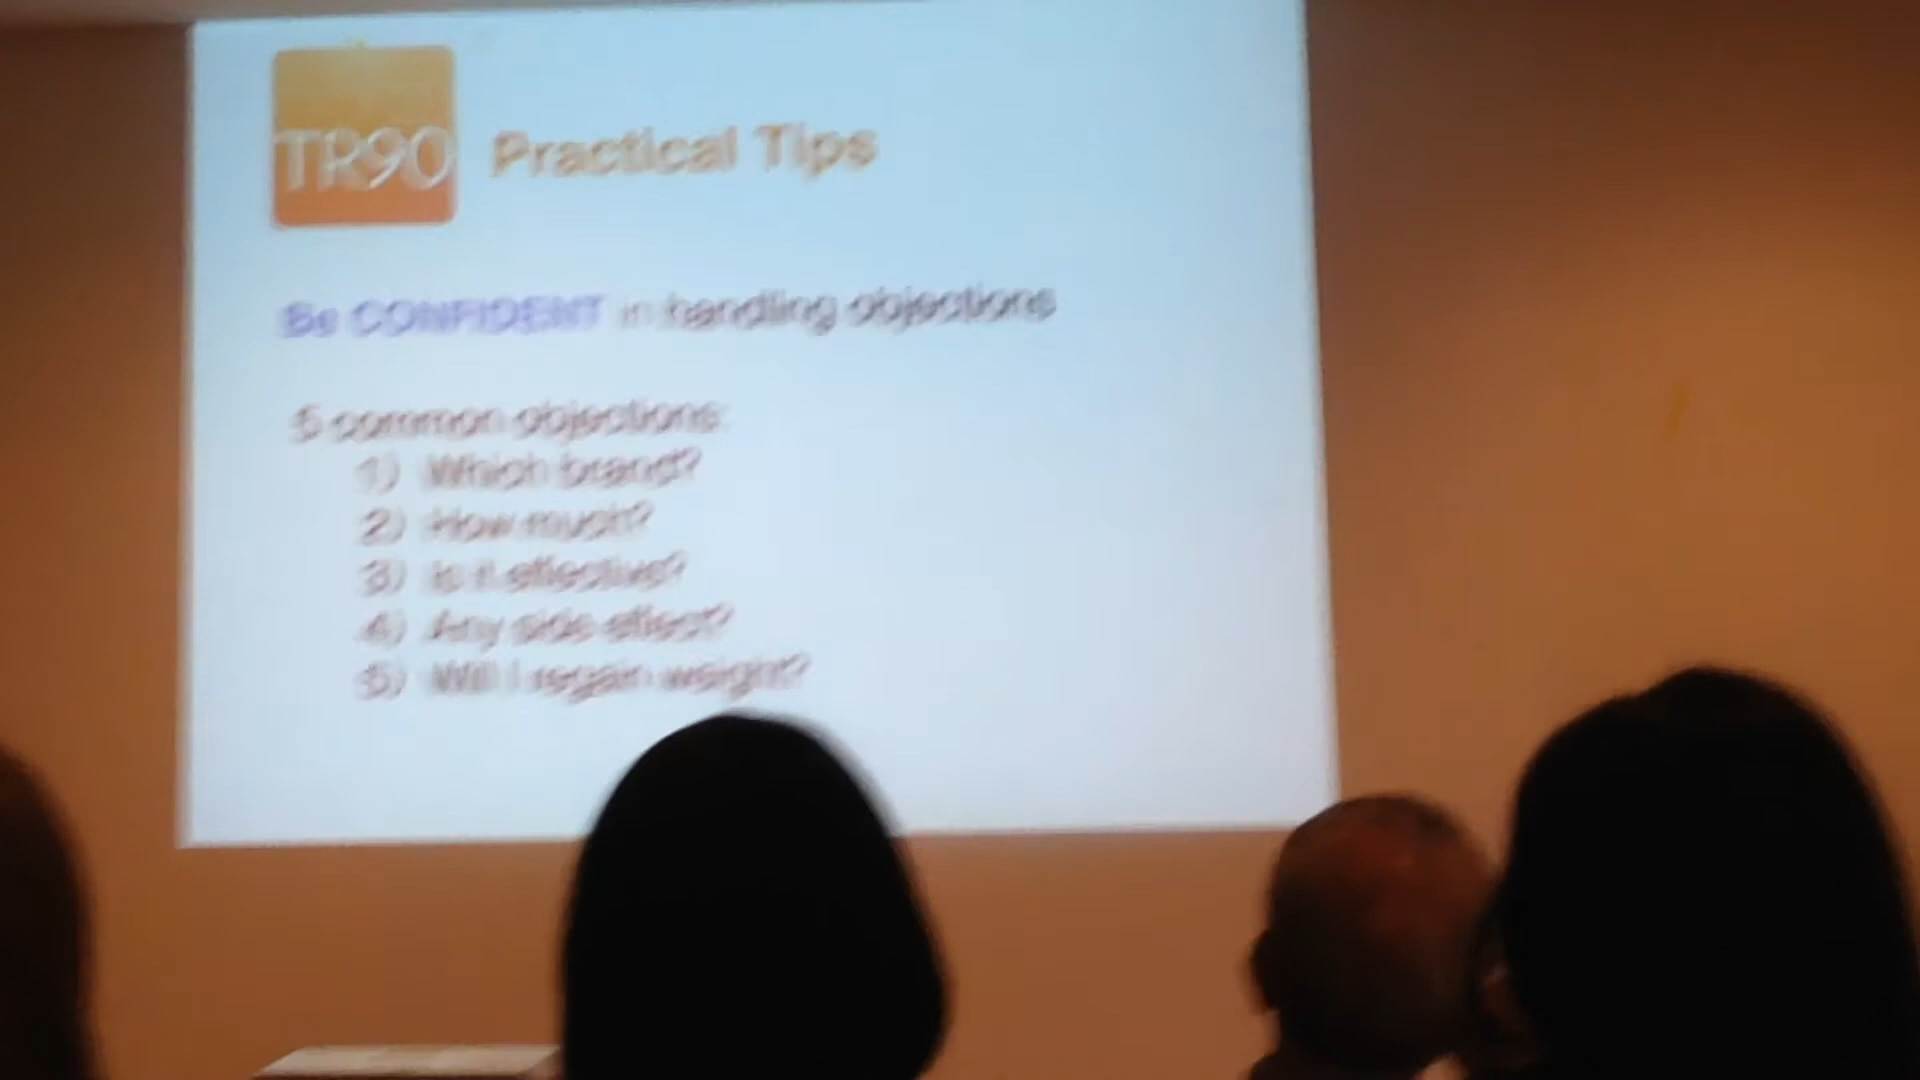 TR90
Practical Tips
Be CONFIDENT in handling objections
5 common objections:
1) Which brand?
2) How much?
3) Is it effective?
4) Any side effect?
5) Will I regain weight?